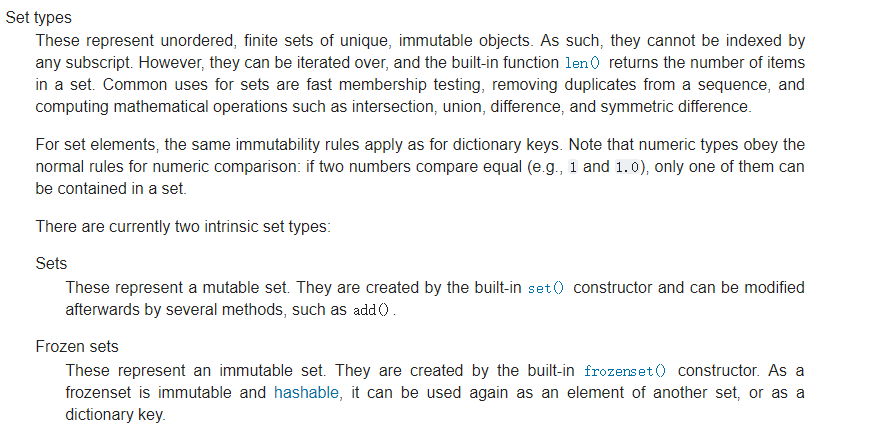 Set types
These represent unordered, finite sets of unique, immutable objects. As such, they cannot be indexed by
any subscript. However, they can be iterated over, and the built-in function len() returns the number of items
in a set. Common uses for sets are fast membership testing, removing duplicates from a sequence, and
computing mathematical operations such as intersection, union, difference, and symmetric difference.
For set elements, the same immutability rules apply as for dictionary keys. Note that numeric types obey the
normal rules for numeric comparison: if two numbers compare equal (e.g., 1 and 1.0), only one of them can
be contained in a set.
There are currently two intrinsic set types:
Sets
These represent a mutable set. They are created by the built-in set() constructor and can be modified
afterwards by several methods, such as add().
Frozen sets
These represent an immutable set. They are created by the built-in frozenset() constructor. As a
frozenset is immutable and hashable, it can be used again as an element of another set, or as a
dictionary key.